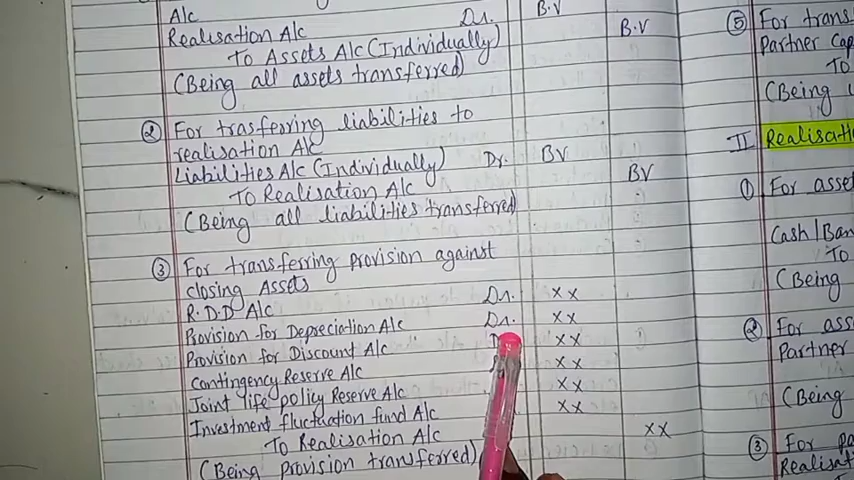 A/c
Realisation A/c Dr. B.V
To Assets A/c (Individually) B.V
(Being all assets transferred)
② For trasferring liabilities to
realisation A/c
Liabilities A/c (Individually) Dr. BV
To Realisation A/c BV
(Being all liabilities transferred)
③ For transferring provision against
closing Assets
R.D.D A/c Dr. xx
Provision for Depreciation A/c Dr. xx
Provision for Discount A/c xx
Contingency Reserve A/c xx
Joint life policy Reserve A/c xx
Investment fluctuation fund A/c xx
To Realisation A/c xx
(Being provision transferred)
⑤ For trans
Partner Cap
To
(Being
II Realisati
① For asset
Cash/Ban
To
(Being
② For ass
Partner
(Being
③ For pa
Realisat